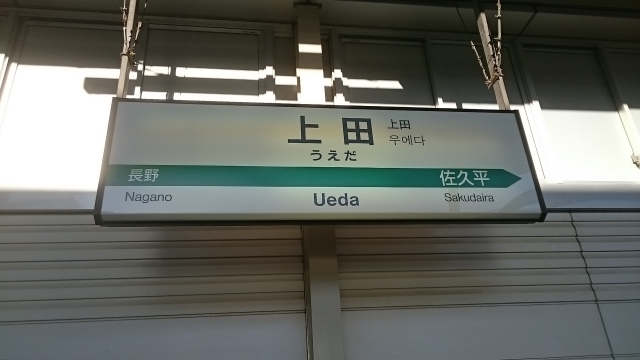 上田
上田
우에다
うえだ
長野 佐久平
Nagano Ueda Sakudaira